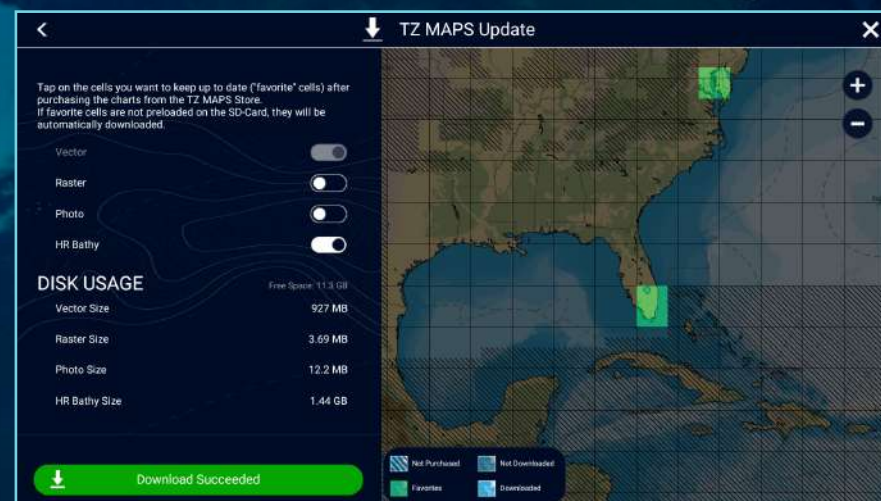 TZ MAPS Update
Tap on the cells you want to keep up to date ("favorite" cells) after
purchasing the charts from the TZ MAPS Store.
If favorite cells are not preloaded on the SD-Card, they will be
automatically downloaded.
Vector
Raster
Photo
HR Bathy
DISK USAGE Free Space: 11.3 GB
Vector Size 927 MB
Raster Size 3.69 MB
Photo Size 12.2 MB
HR Bathy Size 1.44 GB
Download Succeeded
Not Purchased Not Downloaded
Favorites Downloaded